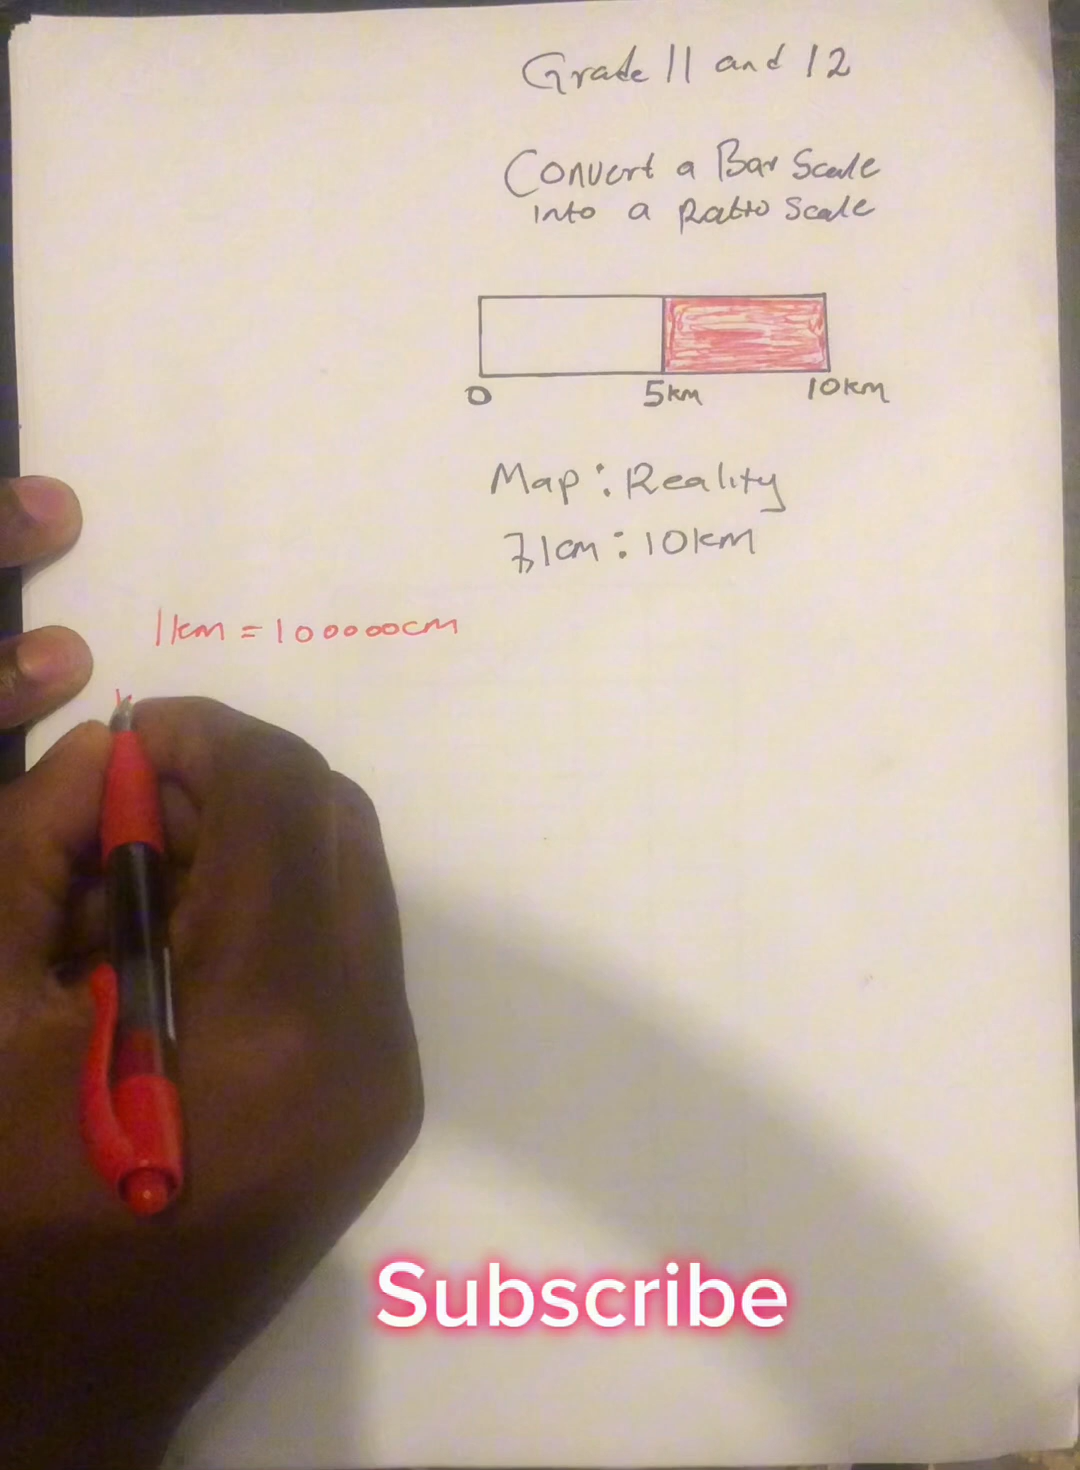 Grade 11 and 12
Convert a Bar Scale
into a Ratio Scale
0 5km 10km
Map : Reality
7,1cm : 10km
1km = 100000cm
Subscribe